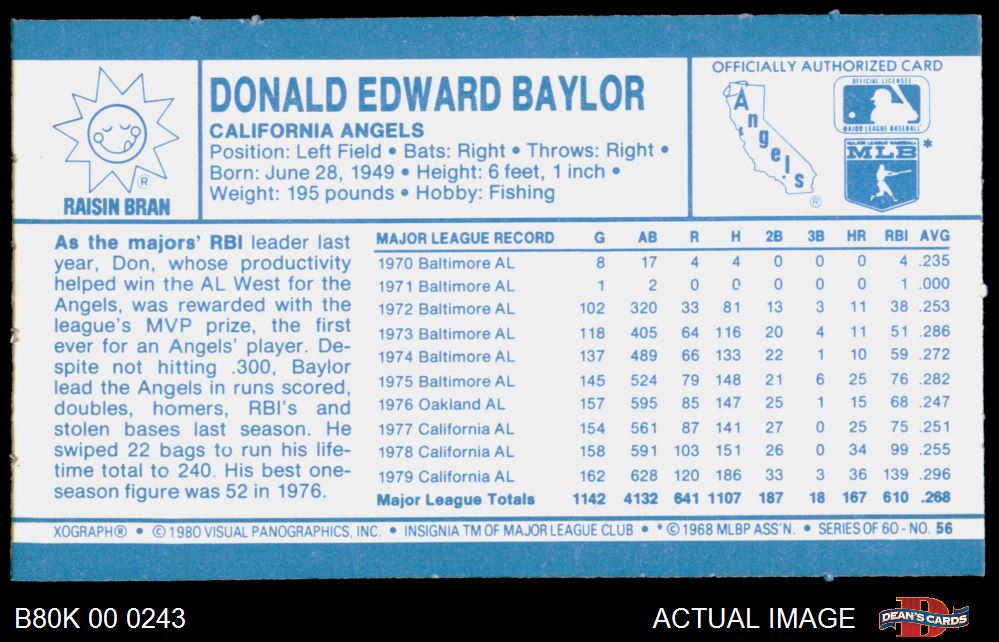 RAISIN BRAN
®
DONALD EDWARD BAYLOR
CALIFORNIA ANGELS
Position: Left Field • Bats: Right • Throws: Right •
Born: June 28, 1949 • Height: 6 feet, 1 inch •
Weight: 195 pounds • Hobby: Fishing
OFFICIALLY AUTHORIZED CARD
Angels
®
OFFICIAL LICENSEE
MAJOR LEAGUE BASEBALL
MAJOR LEAGUE BASEBALL
MLB *
As the majors' RBI leader last
year, Don, whose productivity
helped win the AL West for the
Angels, was rewarded with the
league's MVP prize, the first
ever for an Angels' player. De-
spite not hitting .300, Baylor
lead the Angels in runs scored,
doubles, homers, RBI's and
stolen bases last season. He
swiped 22 bags to run his life-
time total to 240. His best one-
season figure was 52 in 1976.
MAJOR LEAGUE RECORD G AB R H 2B 3B HR RBI AVG
1970 Baltimore AL 8 17 4 4 0 0 0 4 .235
1971 Baltimore AL 1 2 0 0 0 0 0 1 .000
1972 Baltimore AL 102 320 33 81 13 3 11 38 .253
1973 Baltimore AL 118 405 64 116 20 4 11 51 .286
1974 Baltimore AL 137 489 66 133 22 1 10 59 .272
1975 Baltimore AL 145 524 79 148 21 6 25 76 .282
1976 Oakland AL 157 595 85 147 25 1 15 68 .247
1977 California AL 154 561 87 141 27 0 25 75 .251
1978 California AL 158 591 103 151 26 0 34 99 .255
1979 California AL 162 628 120 186 33 3 36 139 .296
Major League Totals 1142 4132 641 1107 187 18 167 610 .268
XOGRAPH® • © 1980 VISUAL PANOGRAPHICS, INC. • INSIGNIA TM OF MAJOR LEAGUE CLUB • * © 1968 MLBP ASS'N. • SERIES OF 60 - NO. 56
B80K 00 0243
ACTUAL IMAGE
DEAN'S CARDS